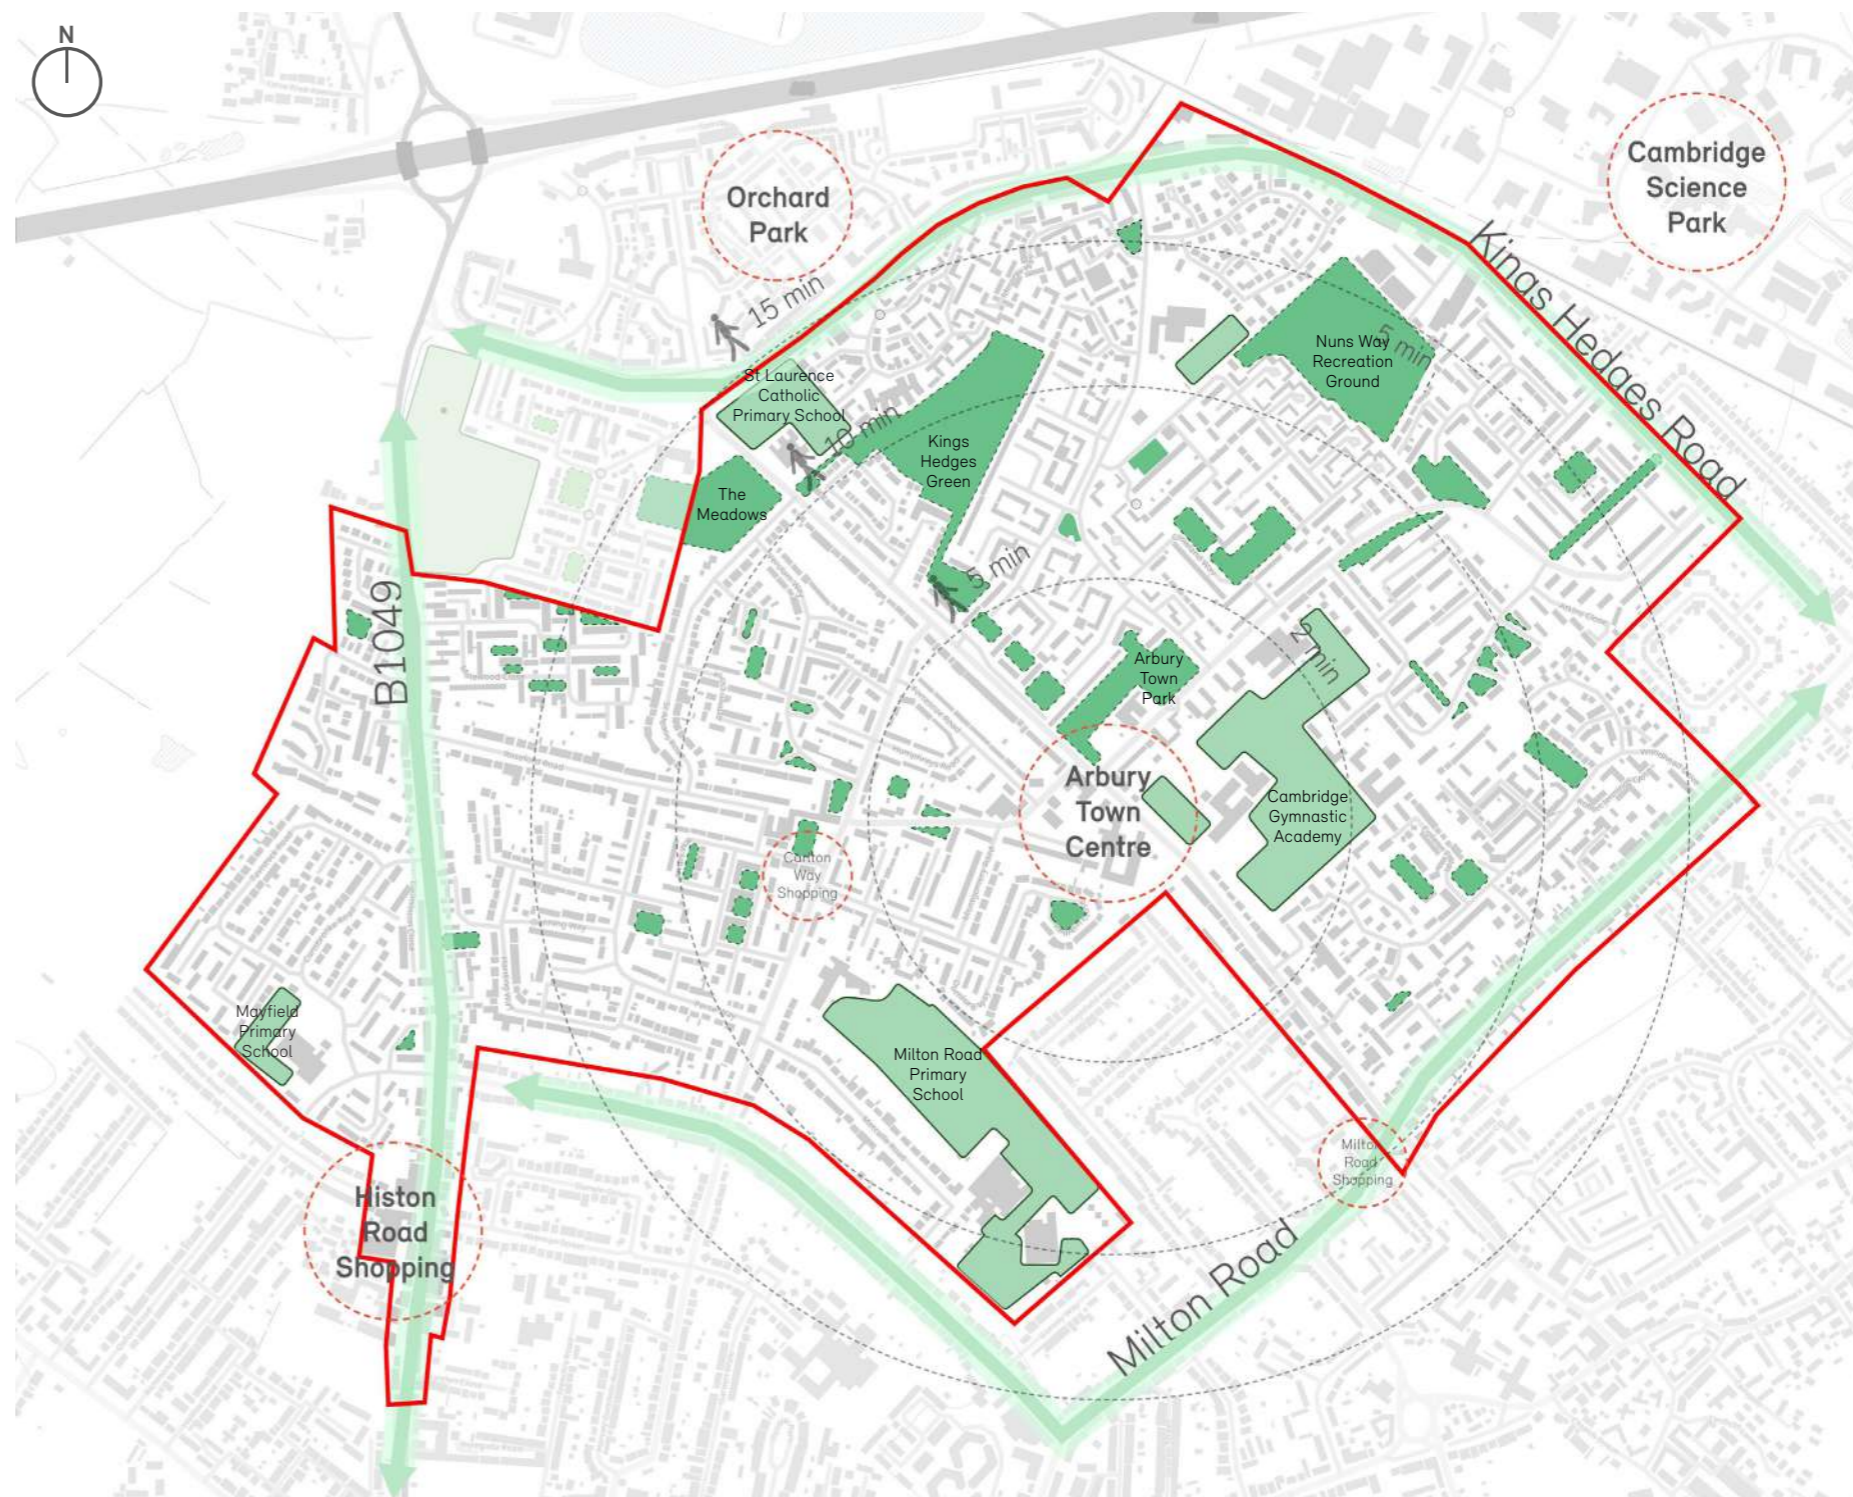 N
Cambridge
Science
Park
Orchard
Park
Kings Hedges Road
15 min
Nuns Way
Recreation
Ground
5 min
St Laurence
Catholic
Primary School
10 min
Kings
Hedges
Green
The
Meadows
5 min
B1049
2 min
Arbury
Town
Park
Arbury
Town
Centre
Cambridge
Gymnastic
Academy
Way
Shopping
Mayfield
Primary
School
Milton Road
Primary
School
Milton
Road
Shopping
Histon
Road
Shopping
Milton Road